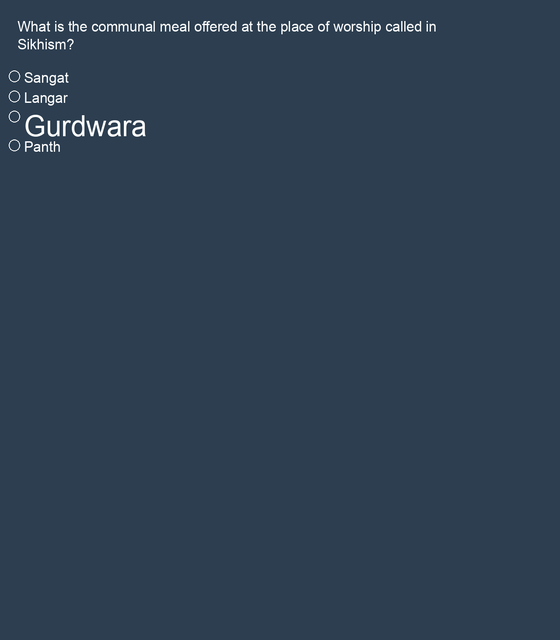 What is the communal meal offered at the place of worship called in
Sikhism?
Sangat
Langar
Gurdwara
Panth